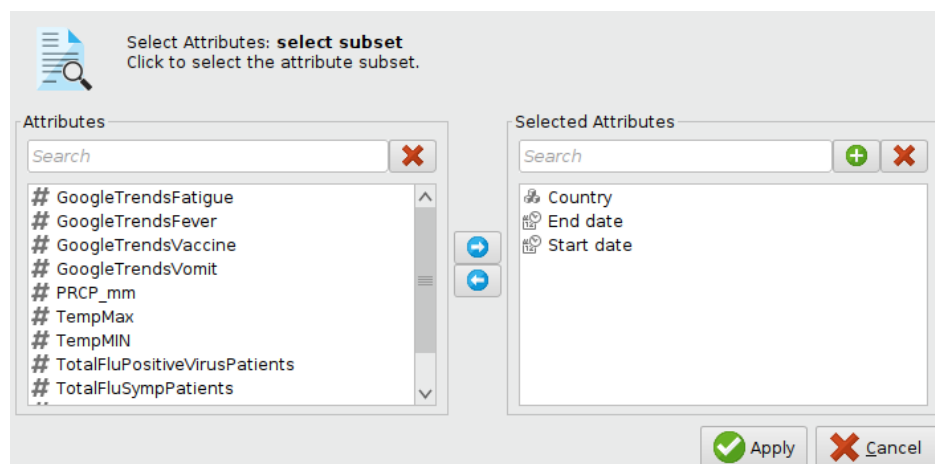 Select Attributes: select subset
Click to select the attribute subset.
Attributes
Selected Attributes
Search
Search
# GoogleTrendsFatigue
# GoogleTrendsFever
# GoogleTrendsVaccine
# GoogleTrendsVomit
# PRCP_mm
# TempMax
# TempMIN
# TotalFluPositiveVirusPatients
# TotalFluSympPatients
Country
End date
Start date
Apply
Cancel